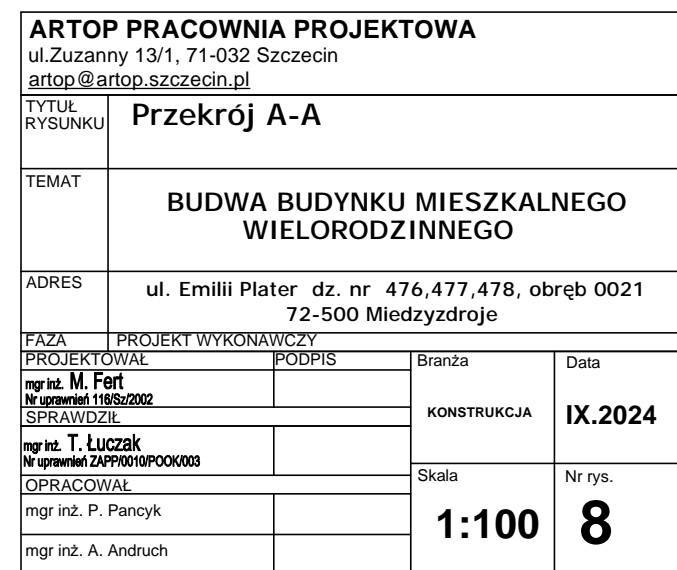 ARTOP PRACOWNIA PROJEKTOWA
ul.Zuzanny 13/1, 71-032 Szczecin
artop@artop.szczecin.pl
TYTUŁ
RYSUNKU
Przekrój A-A
TEMAT
BUDWA BUDYNKU MIESZKALNEGO
WIELORODZINNEGO
ADRES
ul. Emilii Plater dz. nr 476,477,478, obręb 0021
72-500 Miedzyzdroje
FAZA PROJEKT WYKONAWCZY
PROJEKTOWAŁ PODPIS
mgr inż. M. Fert
Nr uprawnień 116/Sz/2002
SPRAWDZIŁ
mgr inż. T. Łuczak
Nr uprawnień ZAPP/0010/POOK/003
OPRACOWAŁ
mgr inż. P. Pancyk
mgr inż. A. Andruch
Branża
KONSTRUKCJA
Data
IX.2024
Skala
1:100
Nr rys.
8